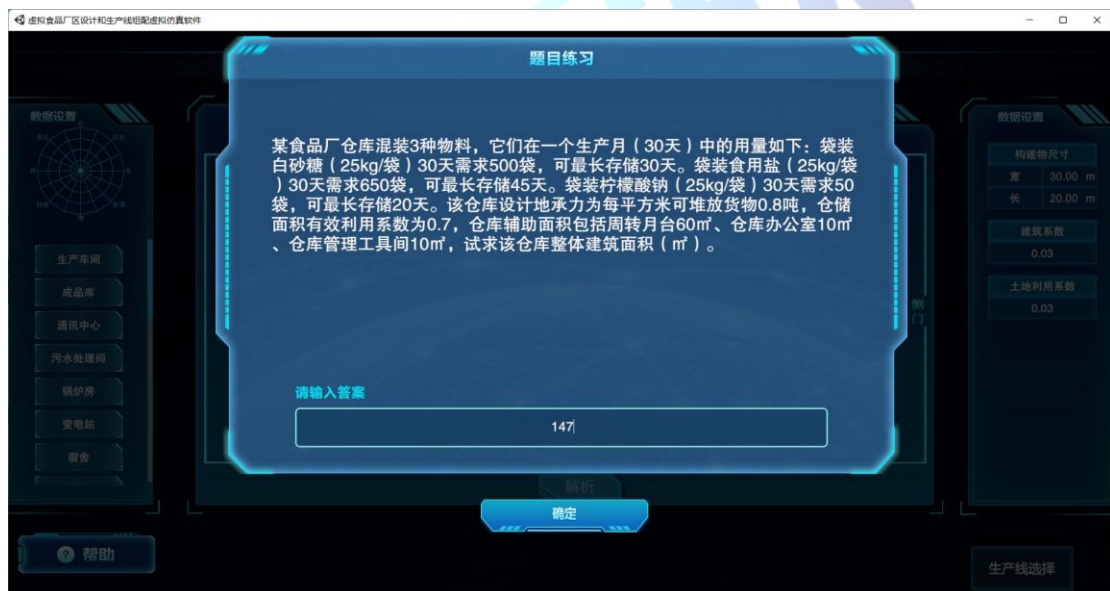 虚拟食品厂区设计和生产线组配虚拟仿真软件
题目练习
数据设置
某食品厂仓库混装3种物料，它们在一个生产月（30天）中的用量如下：袋装
白砂糖（25kg/袋）30天需求500袋，可最长存储30天。袋装食用盐（25kg/袋
）30天需求650袋，可最长存储45天。袋装柠檬酸钠（25kg/袋）30天需求50
袋，可最长存储20天。该仓库设计地承力为每平方米可堆放货物0.8吨，仓储
面积有效利用系数为0.7，仓库辅助面积包括周转月台60㎡、仓库办公室10㎡
、仓库管理工具间10㎡，试求该仓库整体建筑面积（㎡）。
生产车间
成品库
通讯中心
污水处理间
锅炉房
变电站
宿舍
请输入答案
147
解析
确定
帮助
侧门
数据设置
构建物尺寸
宽 30.00 m
长 20.00 m
建筑系数
0.03
土地利用系数
0.03
生产线选择